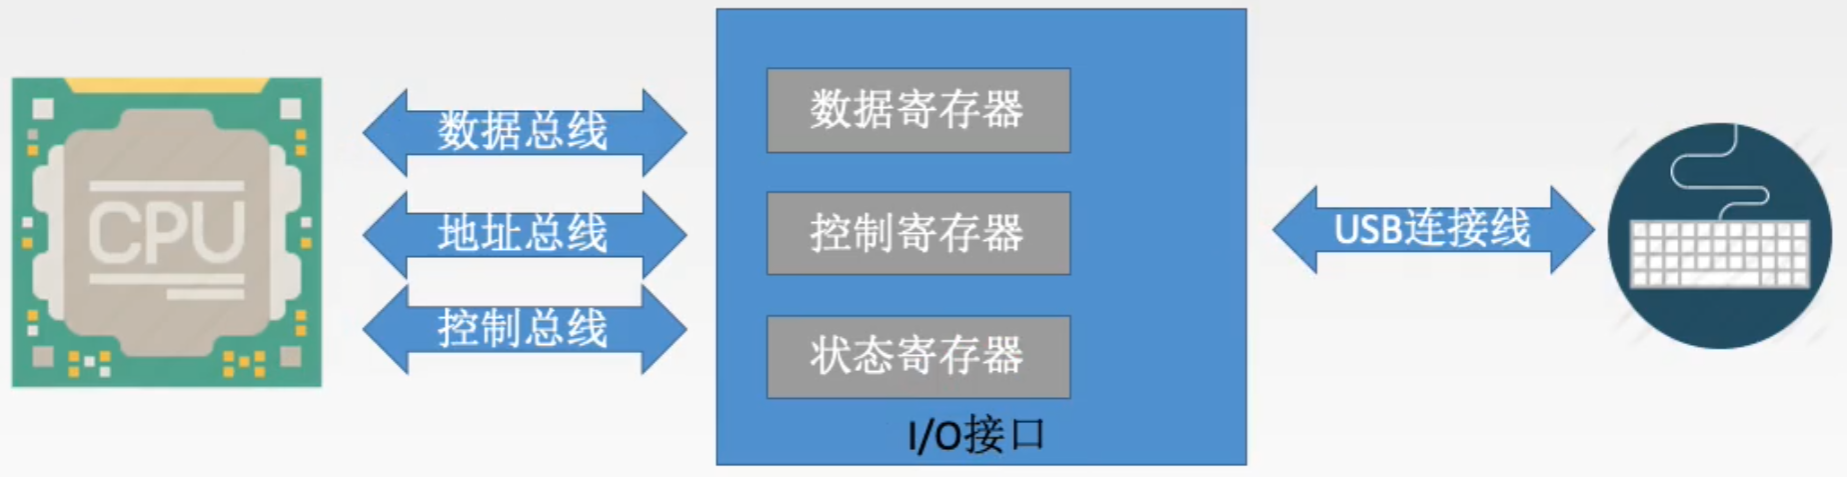 CPU
数据总线
地址总线
控制总线
数据寄存器
控制寄存器
状态寄存器
I/O接口
USB连接线